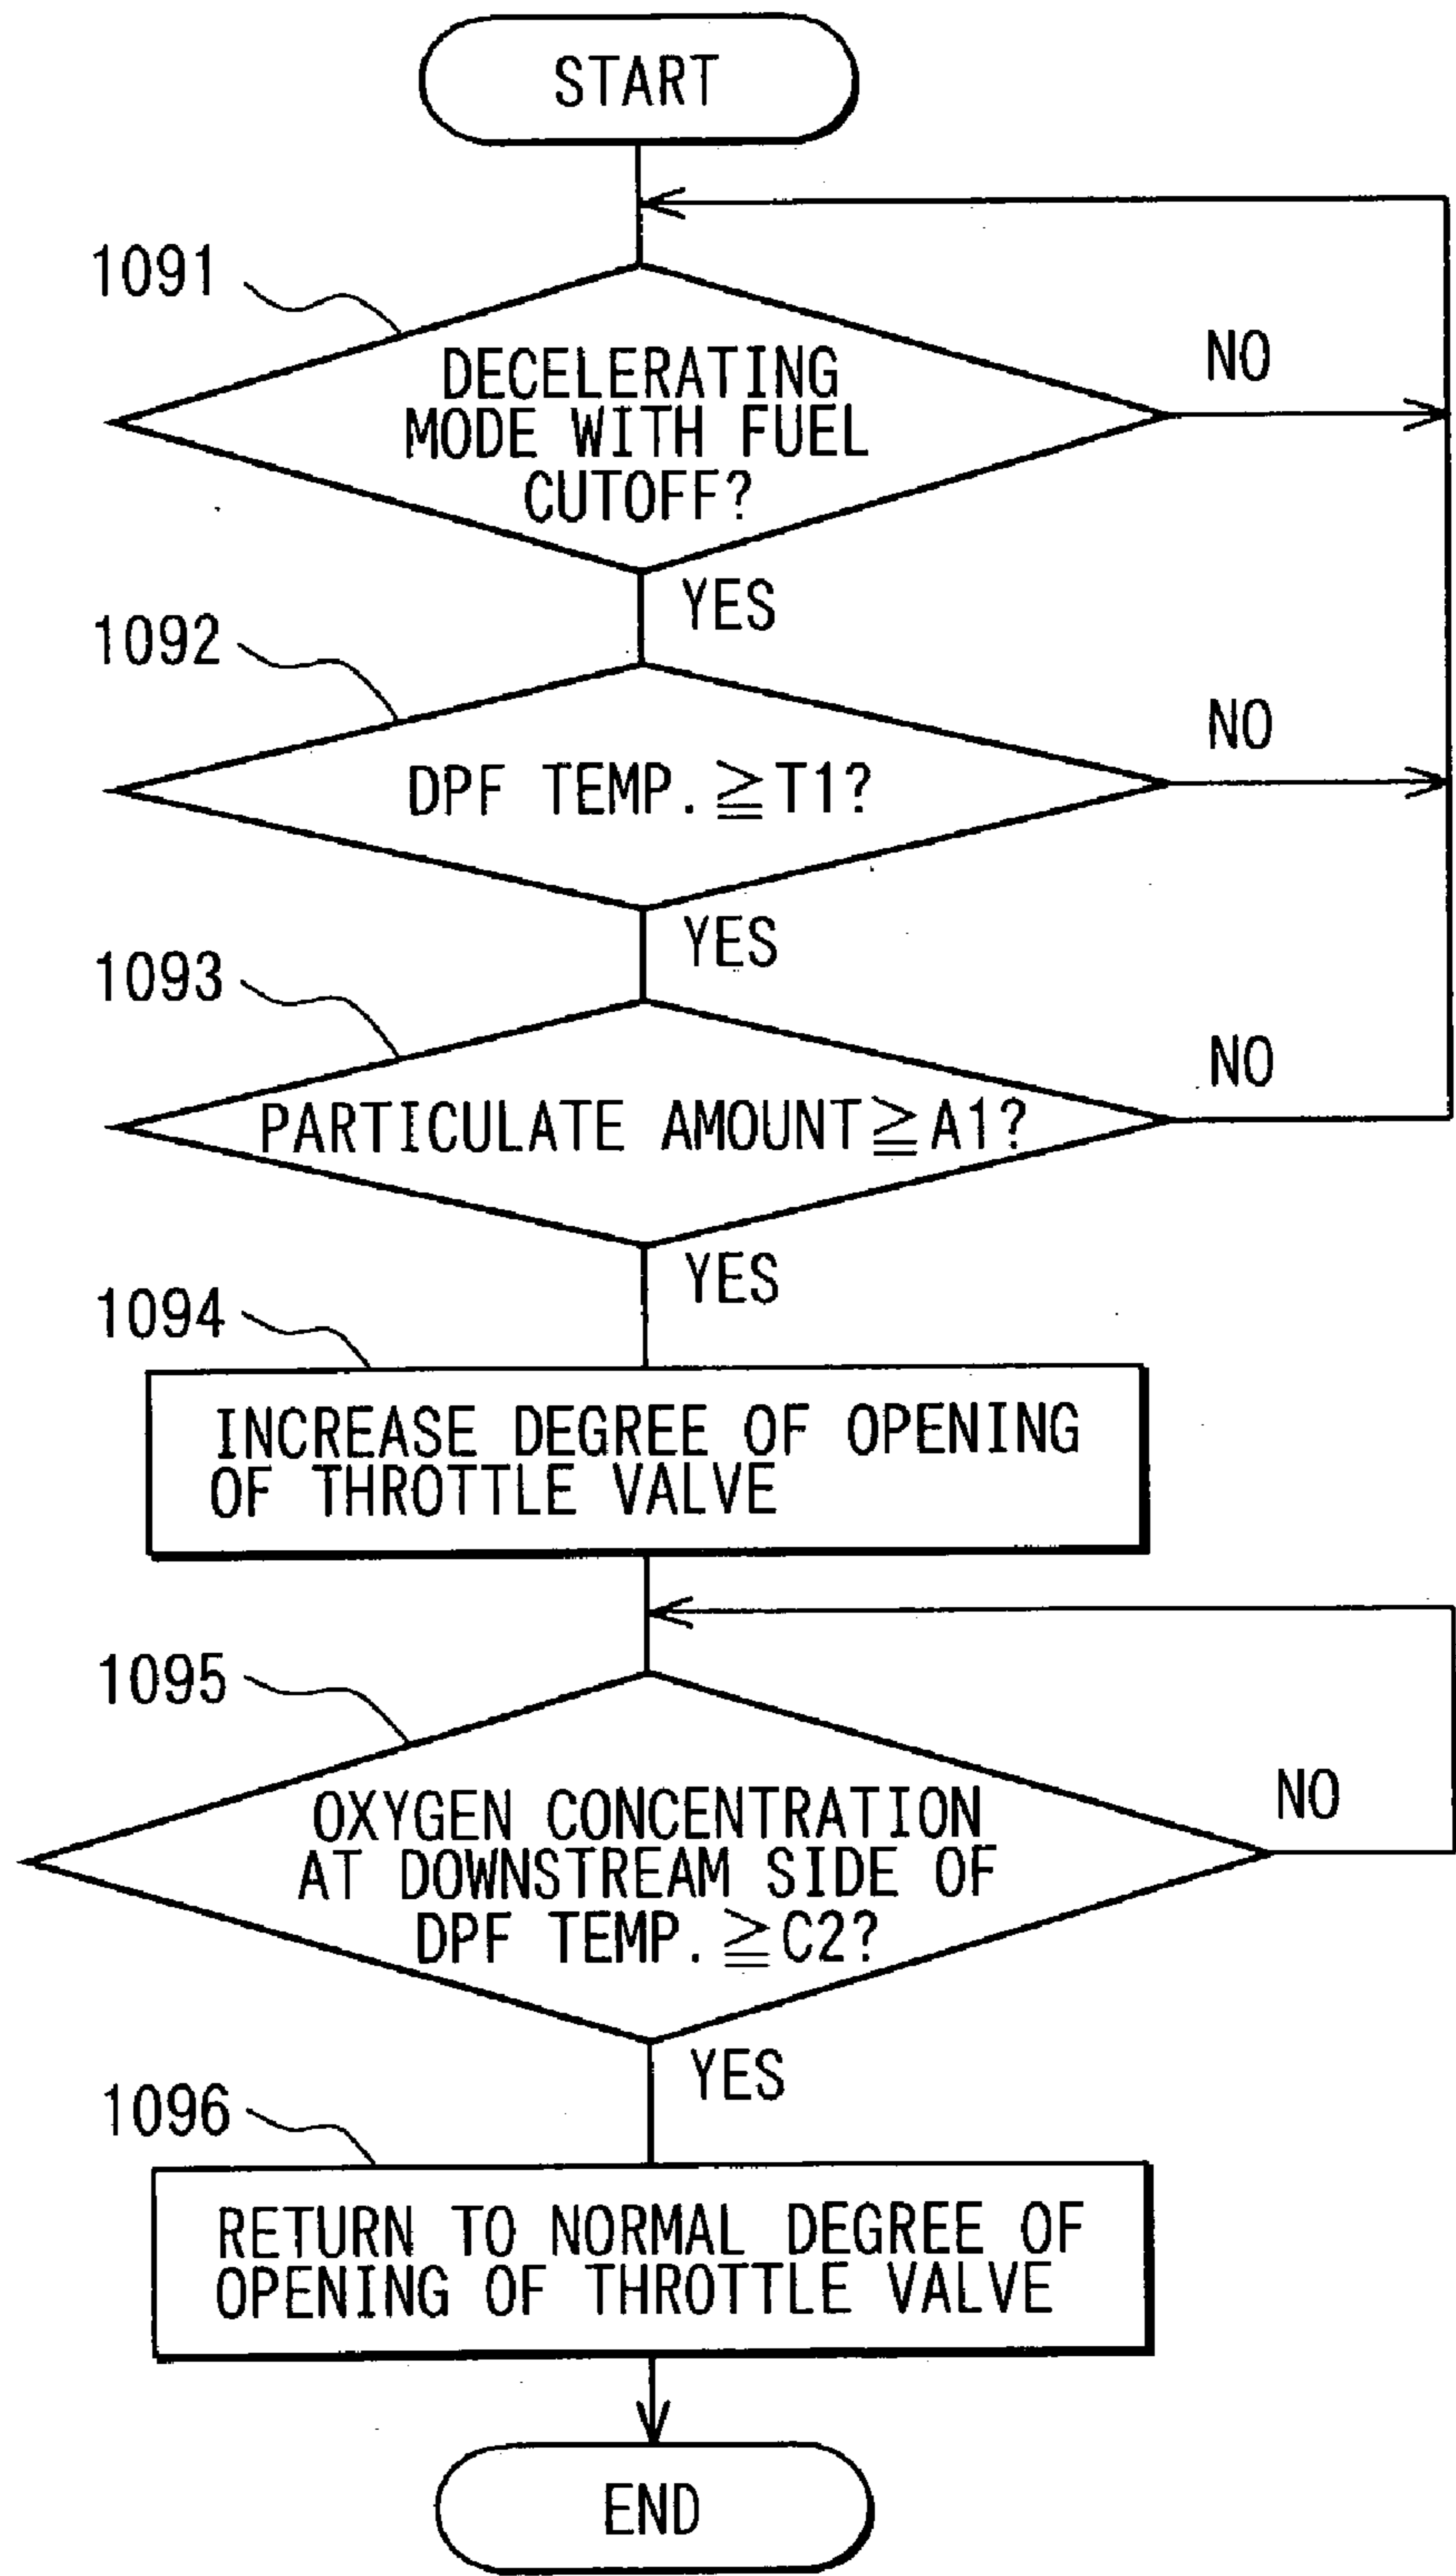 START
1091
DECELERATING
MODE WITH FUEL
CUTOFF?
NO
YES
1092
DPF TEMP. ≧ T1?
NO
YES
1093
PARTICULATE AMOUNT ≧ A1?
NO
YES
1094
INCREASE DEGREE OF OPENING
OF THROTTLE VALVE
1095
OXYGEN CONCENTRATION
AT DOWNSTREAM SIDE OF
DPF TEMP. ≧ C2?
NO
YES
1096
RETURN TO NORMAL DEGREE OF
OPENING OF THROTTLE VALVE
END